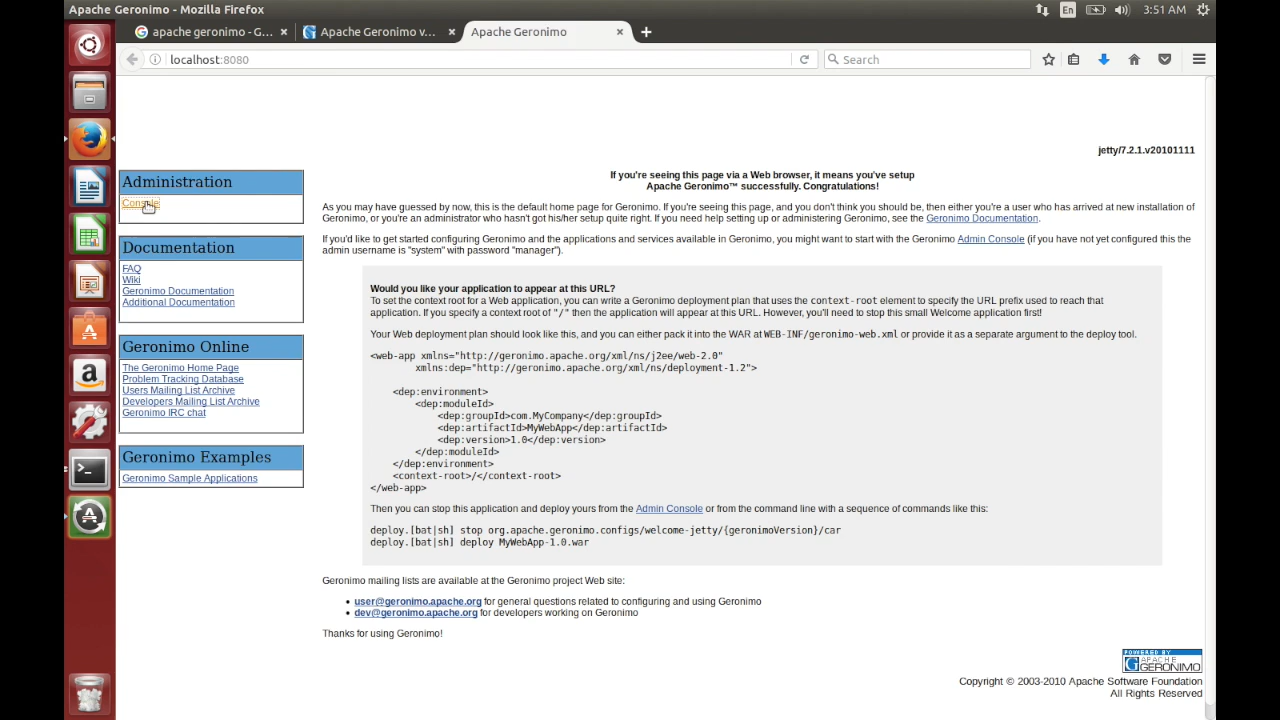 Apache Geronimo - Mozilla Firefox
En
3:51 AM
apache geronimo - G...
Apache Geronimo v...
Apache Geronimo
localhost:8080
Search
jetty/7.2.1.v20101111
Administration
Console
Documentation
FAQ
Wiki
Geronimo Documentation
Additional Documentation
Geronimo Online
The Geronimo Home Page
Problem Tracking Database
Users Mailing List Archive
Developers Mailing List Archive
Geronimo IRC chat
Geronimo Examples
Geronimo Sample Applications
If you're seeing this page via a Web browser, it means you've setup
Apache Geronimo™ successfully. Congratulations!
As you may have guessed by now, this is the default home page for Geronimo. If you're seeing this page, and you don't think you should be, then either you're a user who has arrived at new installation of
Geronimo, or you're an administrator who hasn't got his/her setup quite right. If you need help setting up or administering Geronimo, see the Geronimo Documentation.
If you'd like to get started configuring Geronimo and the applications and services available in Geronimo, you might want to start with the Geronimo Admin Console (if you have not yet configured this the
admin username is "system" with password "manager").
Would you like your application to appear at this URL?
To set the context root for a Web application, you can write a Geronimo deployment plan that uses the context-root element to specify the URL prefix used to reach that
application. If you specify a context root of "/" then the application will appear at this URL. However, you'll need to stop this small Welcome application first!
Your Web deployment plan should look like this, and you can either pack it into the WAR at WEB-INF/geronimo-web.xml or provide it as a separate argument to the deploy tool.
<web-app xmlns="http://geronimo.apache.org/xml/ns/j2ee/web-2.0"
xmlns:dep="http://geronimo.apache.org/xml/ns/deployment-1.2">
<dep:environment>
<dep:moduleId>
<dep:groupId>com.MyCompany</dep:groupId>
<dep:artifactId>MyWebApp</dep:artifactId>
<dep:version>1.0</dep:version>
</dep:moduleId>
</dep:environment>
<context-root>/</context-root>
</web-app>
Then you can stop this application and deploy yours from the Admin Console or from the command line with a sequence of commands like this:
deploy.[bat|sh] stop org.apache.geronimo.configs/welcome-jetty/{geronimoVersion}/car
deploy.[bat|sh] deploy MyWebApp-1.0.war
Geronimo mailing lists are available at the Geronimo project Web site:
• user@geronimo.apache.org for general questions related to configuring and using Geronimo
• dev@geronimo.apache.org for developers working on Geronimo
Thanks for using Geronimo!
POWERED BY
APACHE
GERONIMO
Copyright © 2003-2010 Apache Software Foundation
All Rights Reserved